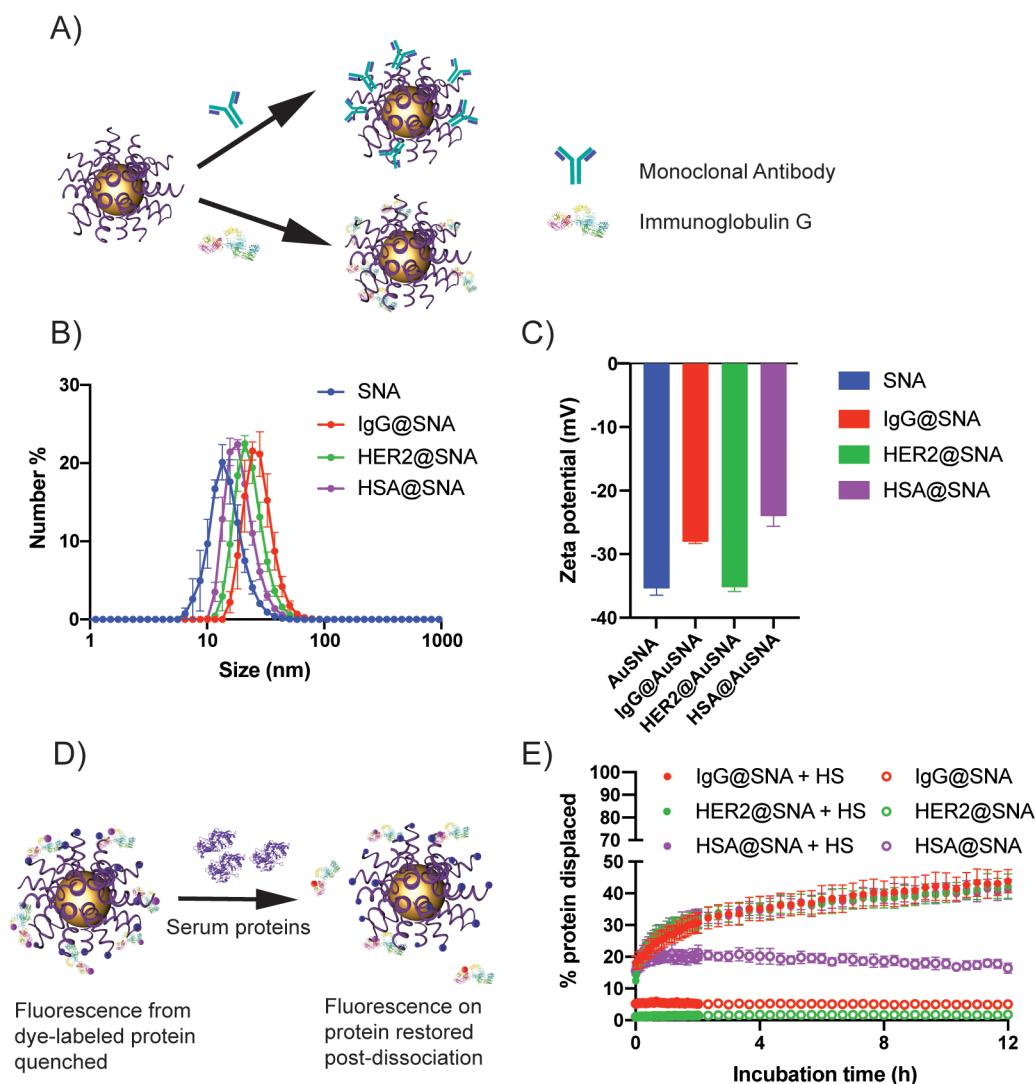 A)
Monoclonal Antibody
Immunoglobulin G
B)
30
20
10
0
Number %
1
10
100
1000
Size (nm)
SNA
IgG@SNA
HER2@SNA
HSA@SNA
C)
0
-10
-20
-30
-40
Zeta potential (mV)
AuSNA
IgG@AuSNA
HER2@AuSNA
HSA@AuSNA
SNA
IgG@SNA
HER2@SNA
HSA@SNA
D)
Serum proteins
Fluorescence from
dye-labeled protein
quenched
Fluorescence on
protein restored
post-dissociation
E)
100
90
80
70
50
40
30
20
10
0
% protein displaced
0
4
8
12
Incubation time (h)
IgG@SNA + HS
IgG@SNA
HER2@SNA + HS
HER2@SNA
HSA@SNA + HS
HSA@SNA